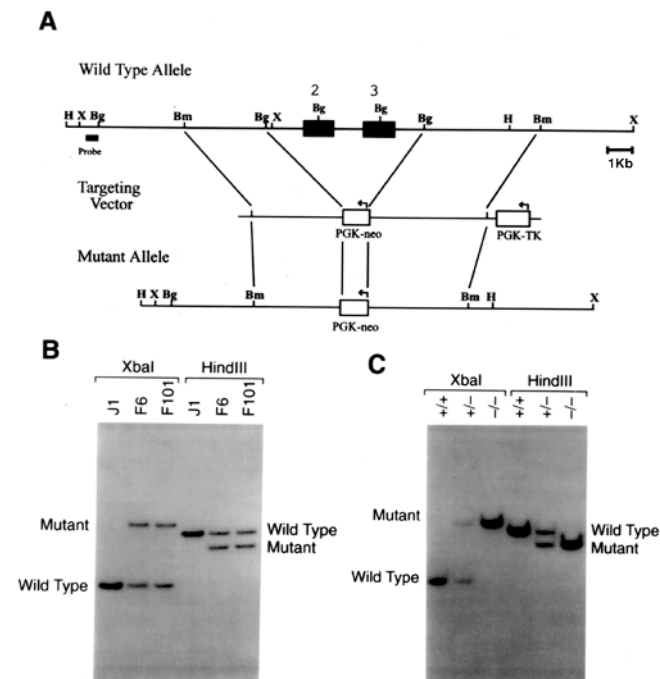 A
Wild Type Allele
2 3
H X Bg Bm Bg X Bg Bg Bg H Bm X
Probe
1Kb
Targeting
Vector
PGK-neo PGK-TK
Mutant Allele
H X Bg Bm Bm H X
PGK-neo
B
XbaI HindIII
J1 F6 F101 J1 F6 F101
Mutant
Wild Type
Mutant
Wild Type
C
XbaI HindIII
+/+ +/- -/- +/+ +/- -/-
Mutant
Wild Type
Mutant
Wild Type